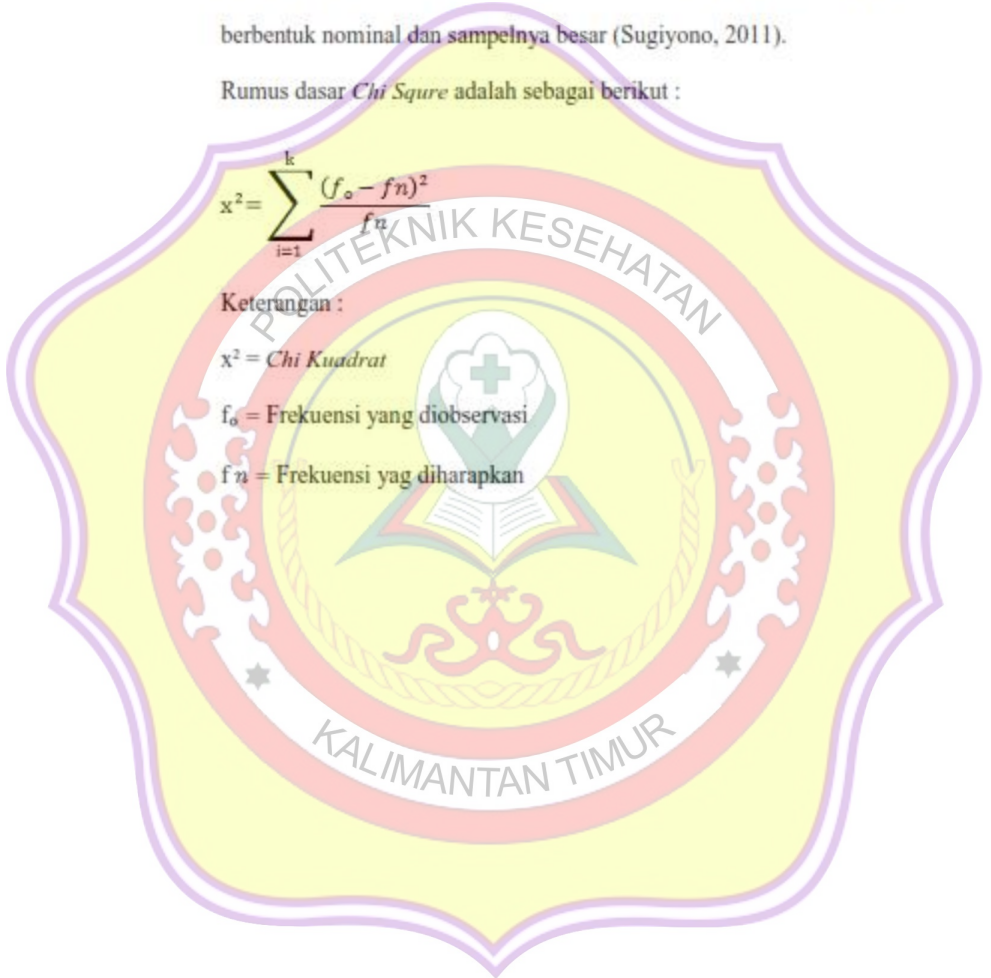 berbentuk nominal dan sampelnya besar (Sugiyono, 2011).
Rumus dasar Chi Squre adalah sebagai berikut :
x² = k ∑ i=1 (fₒ − fn)² / fn
Keterangan :
x² = Chi Kuadrat
fₒ = Frekuensi yang diobservasi
f n = Frekuensi yag diharapkan
POLITEKNIK KESEHATAN
KALIMANTAN TIMUR